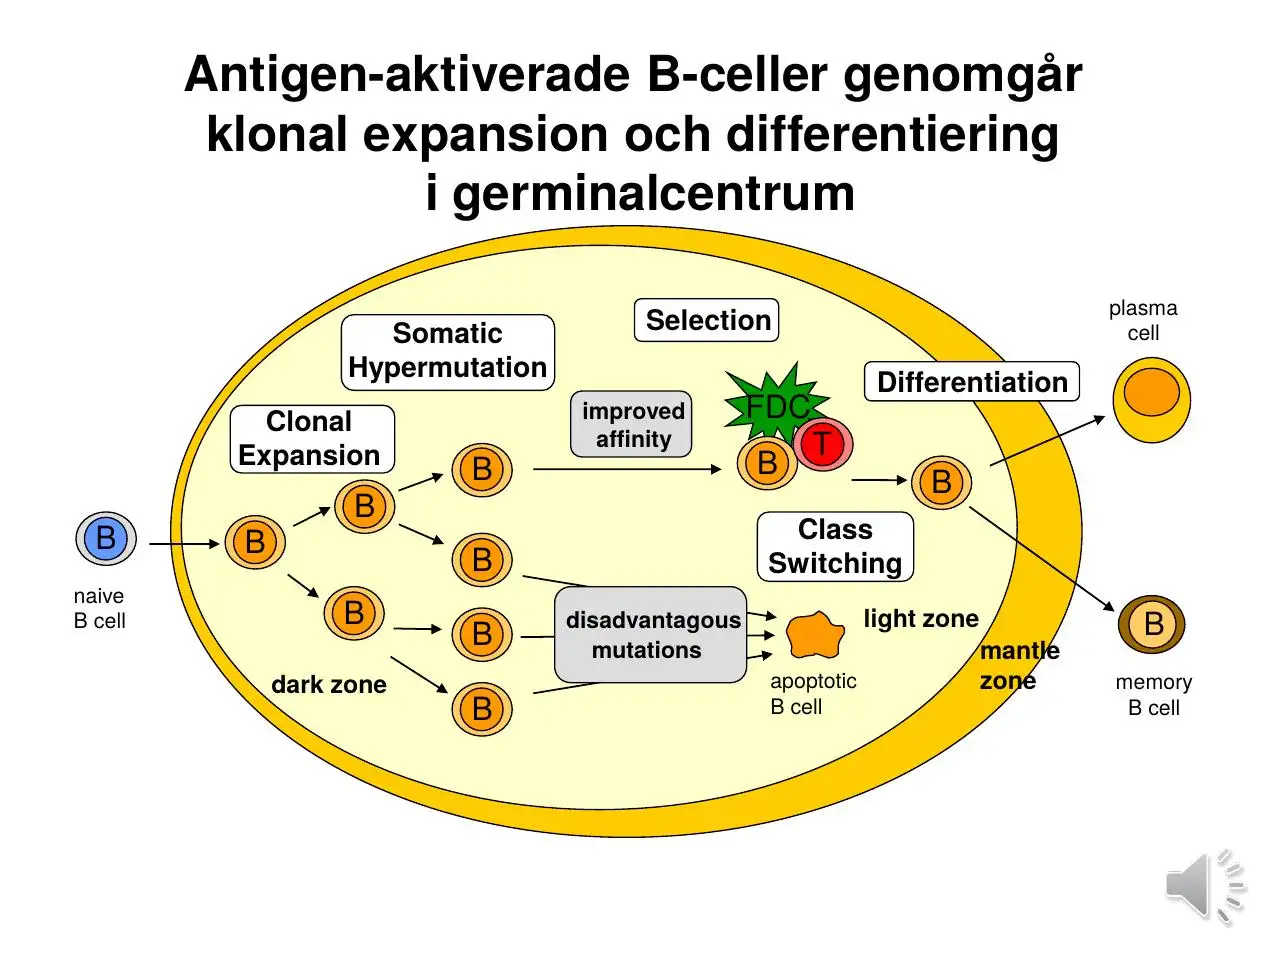 Antigen-aktiverade B-celler genomgår
klonal expansion och differentiering
i germinalcentrum
plasma
cell
Selection
Somatic
Hypermutation
Differentiation
improved
affinity
Clonal
Expansion
FDC
T
B
B
B
B
B
B
B
naive
B cell
Class
Switching
B
B
disadvantagous
mutations
light zone
B
B
mantle
zone
dark zone
apoptotic
B cell
memory
B cell